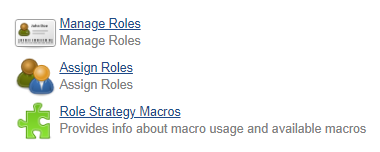 Manage Roles
Manage Roles
Assign Roles
Assign Roles
Role Strategy Macros
Provides info about macro usage and available macros